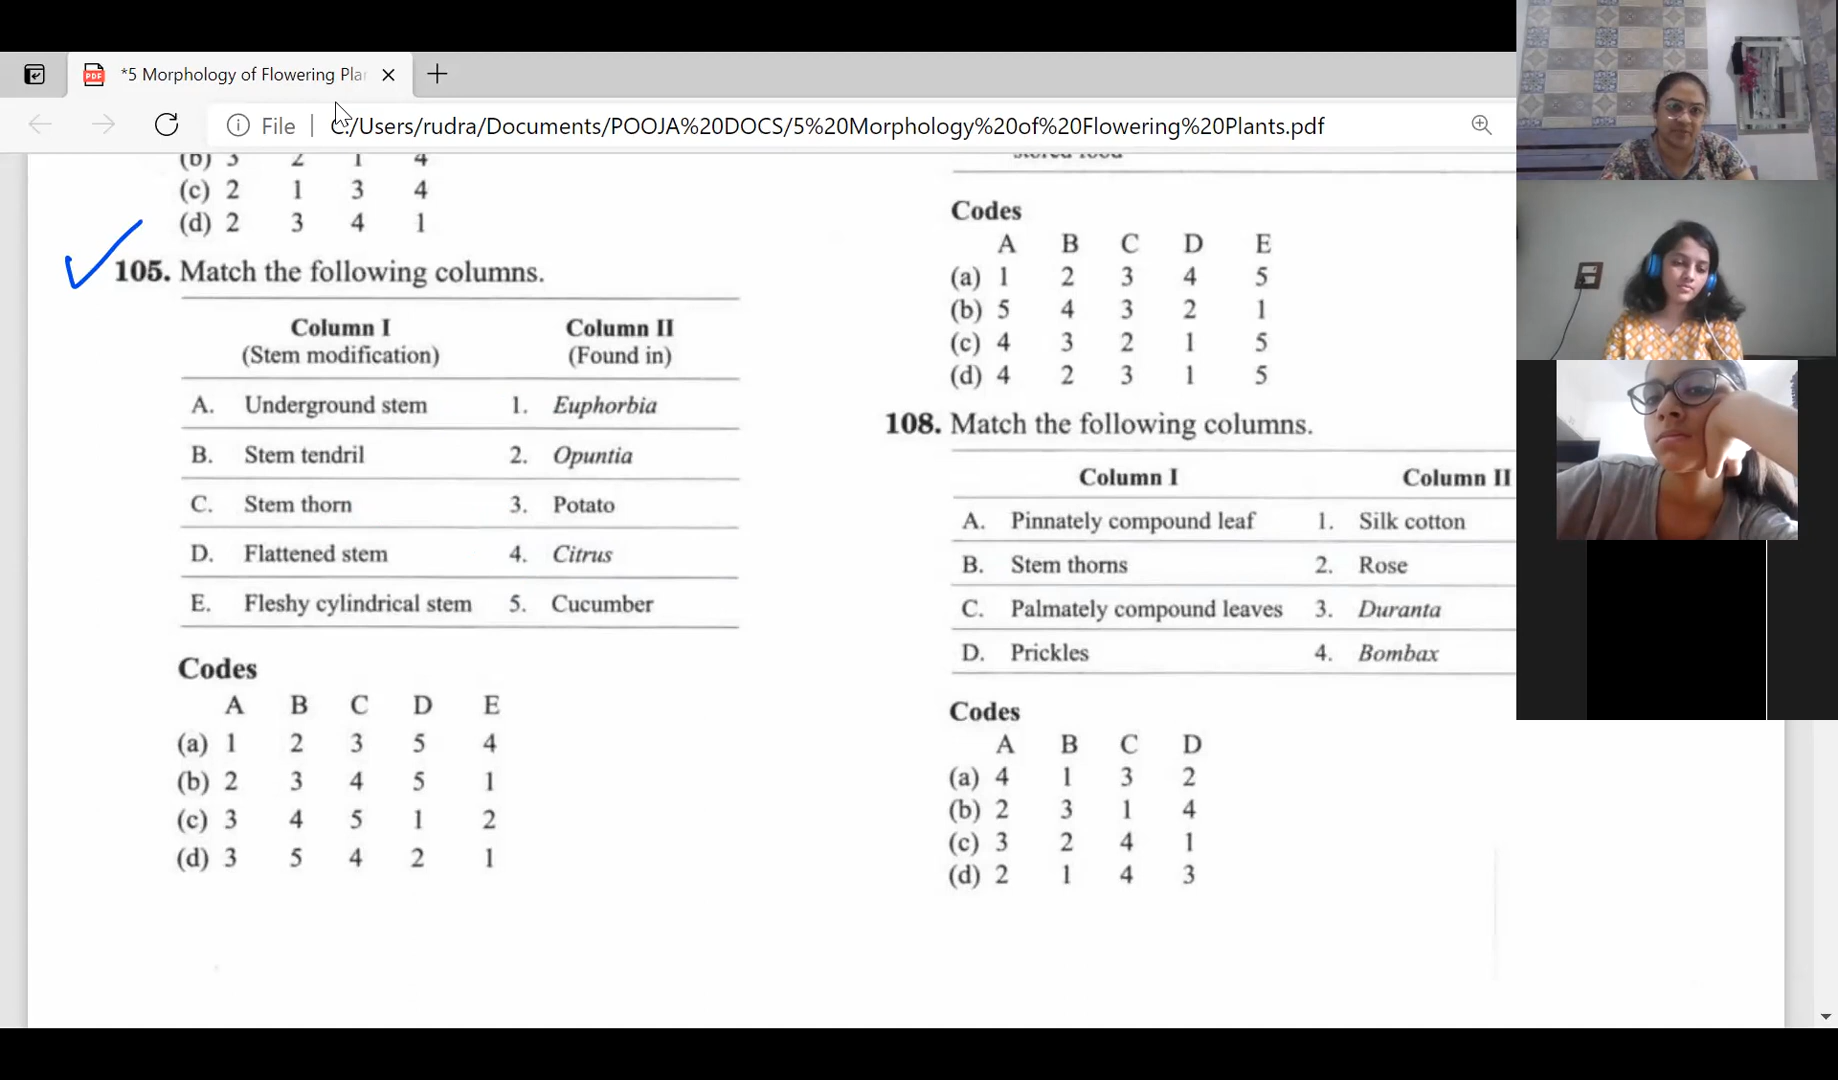 *5 Morphology of Flowering Pla
File C:/Users/rudra/Documents/POOJA%20DOCS/5%20Morphology%20of%20Flowering%20Plants.pdf
(b) 3 2 1 4
(c) 2 1 3 4
(d) 2 3 4 1
105. Match the following columns.
Column I Column II
(Stem modification) (Found in)
A. Underground stem 1. Euphorbia
B. Stem tendril 2. Opuntia
C. Stem thorn 3. Potato
D. Flattened stem 4. Citrus
E. Fleshy cylindrical stem 5. Cucumber
Codes
A B C D E
(a) 1 2 3 5 4
(b) 2 3 4 5 1
(c) 3 4 5 1 2
(d) 3 5 4 2 1
stored food
Codes
A B C D E
(a) 1 2 3 4 5
(b) 5 4 3 2 1
(c) 4 3 2 1 5
(d) 4 2 3 1 5
108. Match the following columns.
Column I Column II
A. Pinnately compound leaf 1. Silk cotton
B. Stem thorns 2. Rose
C. Palmately compound leaves 3. Duranta
D. Prickles 4. Bombax
Codes
A B C D
(a) 4 1 3 2
(b) 2 3 1 4
(c) 3 2 4 1
(d) 2 1 4 3